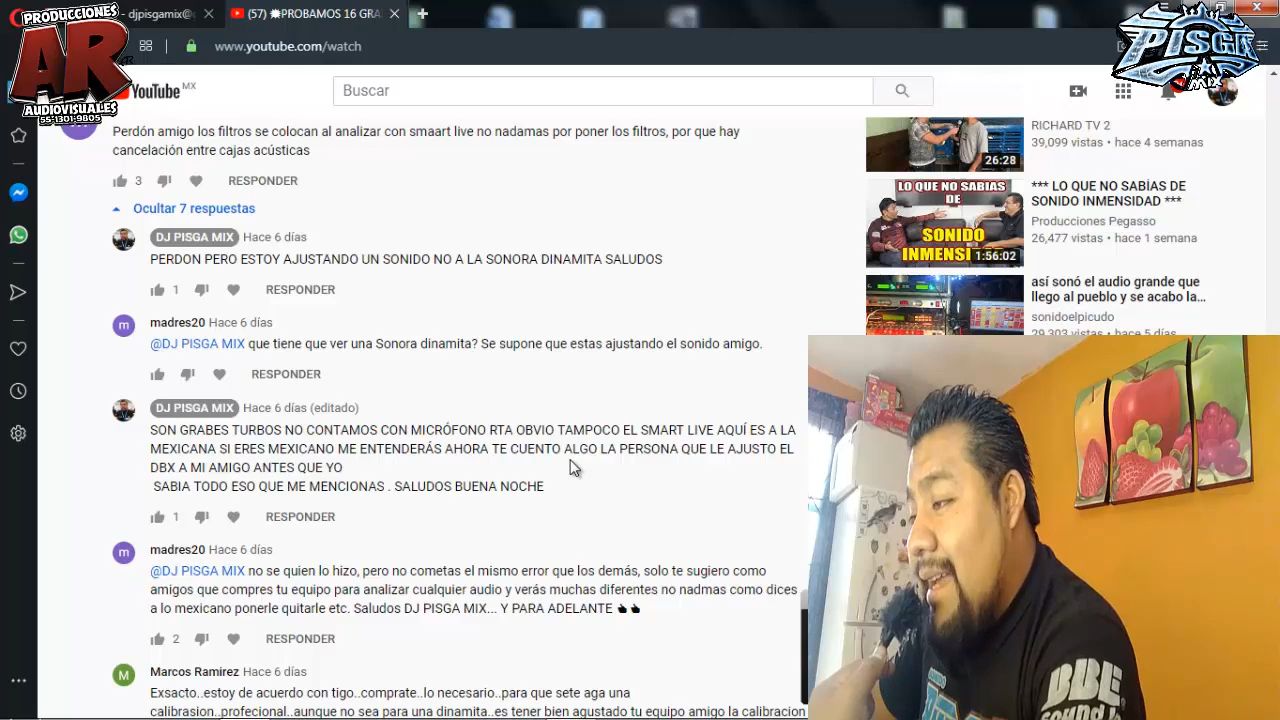 PRODUCCIONES
AR
AUDIOVISUALES
55-1301-9805
- djpisgamix@
(57) PROBAMOS 16 GRA
PISGA
MIX
www.youtube.com/watch
YouTube MX
Buscar
Perdón amigo los filtros se colocan al analizar con smaart live no nadamas por poner los filtros, por que hay
cancelación entre cajas acústicas
3 RESPONDER
Ocultar 7 respuestas
DJ PISGA MIX Hace 6 días
PERDON PERO ESTOY AJUSTANDO UN SONIDO NO A LA SONORA DINAMITA SALUDOS
1 RESPONDER
m madres20 Hace 6 días
@DJ PISGA MIX que tiene que ver una Sonora dinamita? Se supone que estas ajustando el sonido amigo.
RESPONDER
DJ PISGA MIX Hace 6 días (editado)
SON GRABES TURBOS NO CONTAMOS CON MICRÓFONO RTA OBVIO TAMPOCO EL SMART LIVE AQUÍ ES A LA
MEXICANA SI ERES MEXICANO ME ENTENDERÁS AHORA TE CUENTO ALGO LA PERSONA QUE LE AJUSTO EL
DBX A MI AMIGO ANTES QUE YO
SABIA TODO ESO QUE ME MENCIONAS . SALUDOS BUENA NOCHE
1 RESPONDER
m madres20 Hace 6 días
@DJ PISGA MIX no se quien lo hizo, pero no cometas el mismo error que los demás, solo te sugiero como
amigos que compres tu equipo para analizar cualquier audio y verás muchas diferentes no nadmas como dices
a lo mexicano ponerle quitarle etc. Saludos DJ PISGA MIX... Y PARA ADELANTE
2 RESPONDER
M Marcos Ramirez Hace 6 días
Exsacto..estoy de acuerdo con tigo..comprate..lo necesario..para que sete aga una
calibrasion..profecional..aunque no sea para una dinamita..es tener bien agustado tu equipo amigo la calibracion
RICHARD TV 2
39,099 vistas • hace 4 semanas
26:28
LO QUE NO SABIAS
DE
SONIDO
INMENSI
1:56:02
*** LO QUE NO SABÍAS DE
SONIDO INMENSIDAD ***
Producciones Pegasso
26,477 vistas • hace 1 semana
así sonó el audio grande que
llego al pueblo y se acabo la...
sonidoelpicudo
29,303 vistas • hace 5 días
BBE
Sound